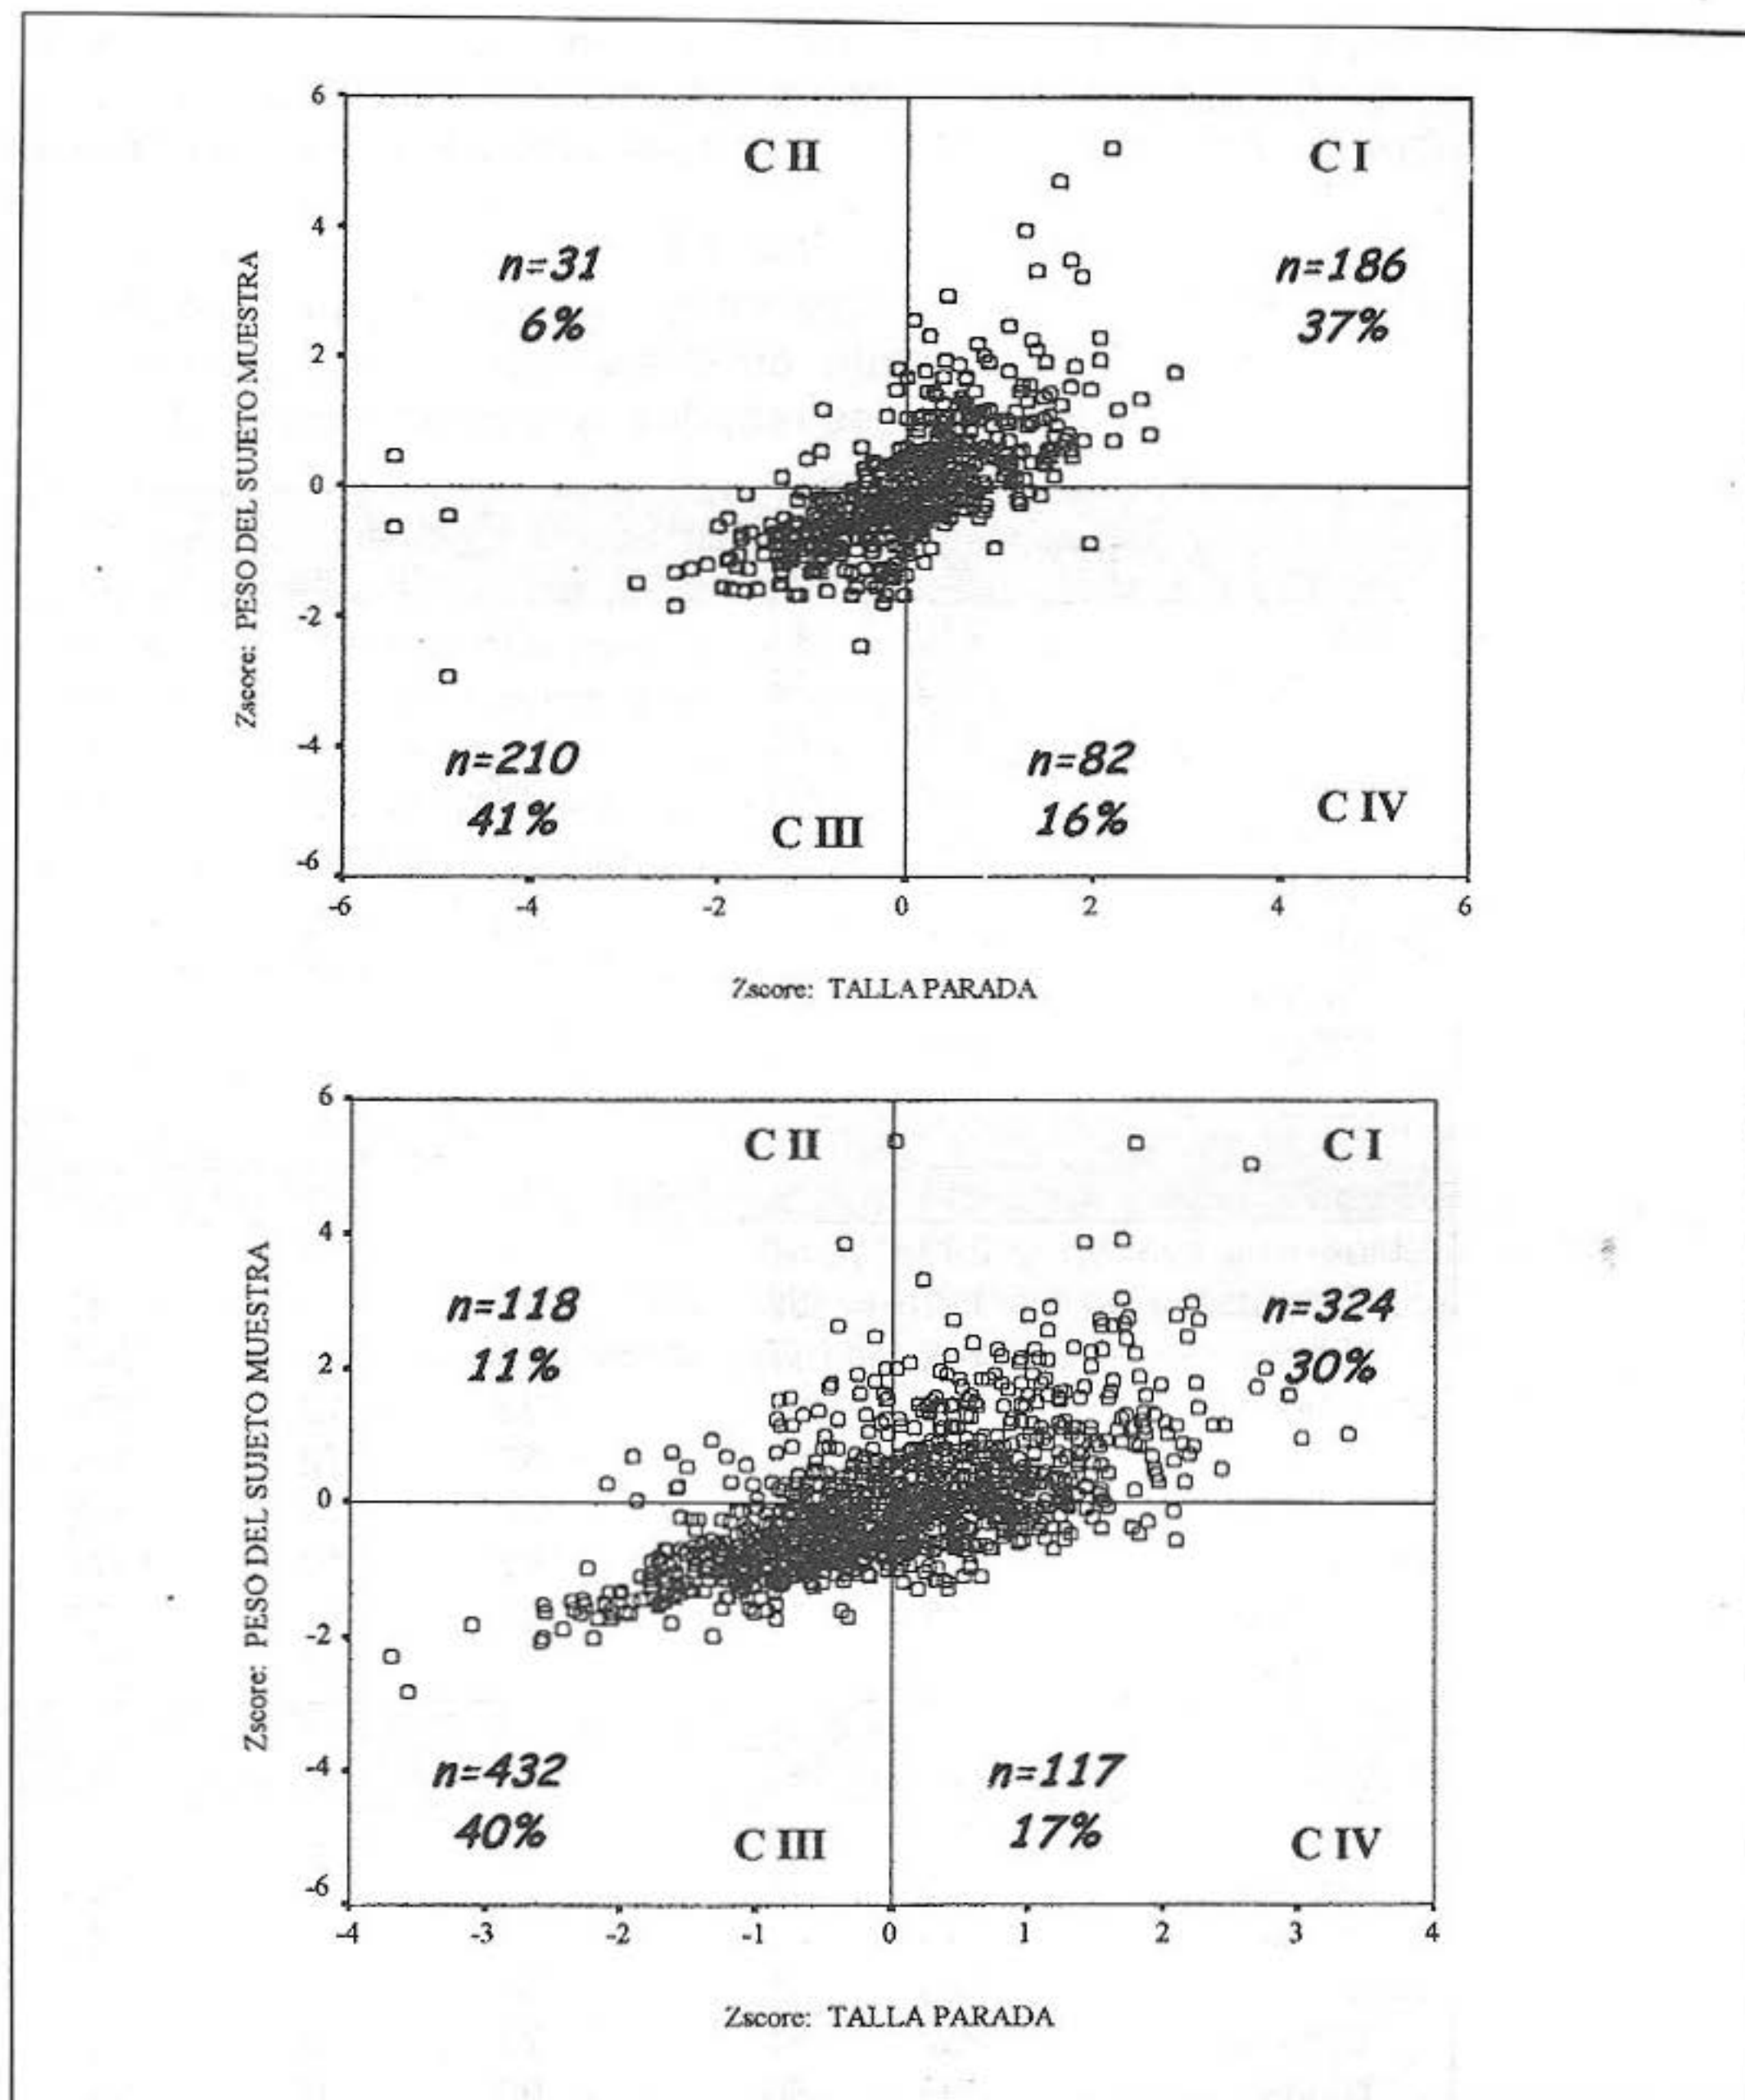 6
C II
C I
4
n=31
n=186
6%
37%
2
Zscore: PESO DEL SUJETO MUESTRA
0
-2
-4
n=210
n=82
41%
C III
16%
C IV
-6
-6 -4 -2 0 2 4 6
Zscore: TALLA PARADA
6
C II
C I
4
n=118
n=324
2
11%
30%
Zscore: PESO DEL SUJETO MUESTRA
0
-2
-4
n=432
n=117
40%
C III
17%
C IV
-6
-4 -3 -2 -1 0 1 2 3 4
Zscore: TALLA PARADA